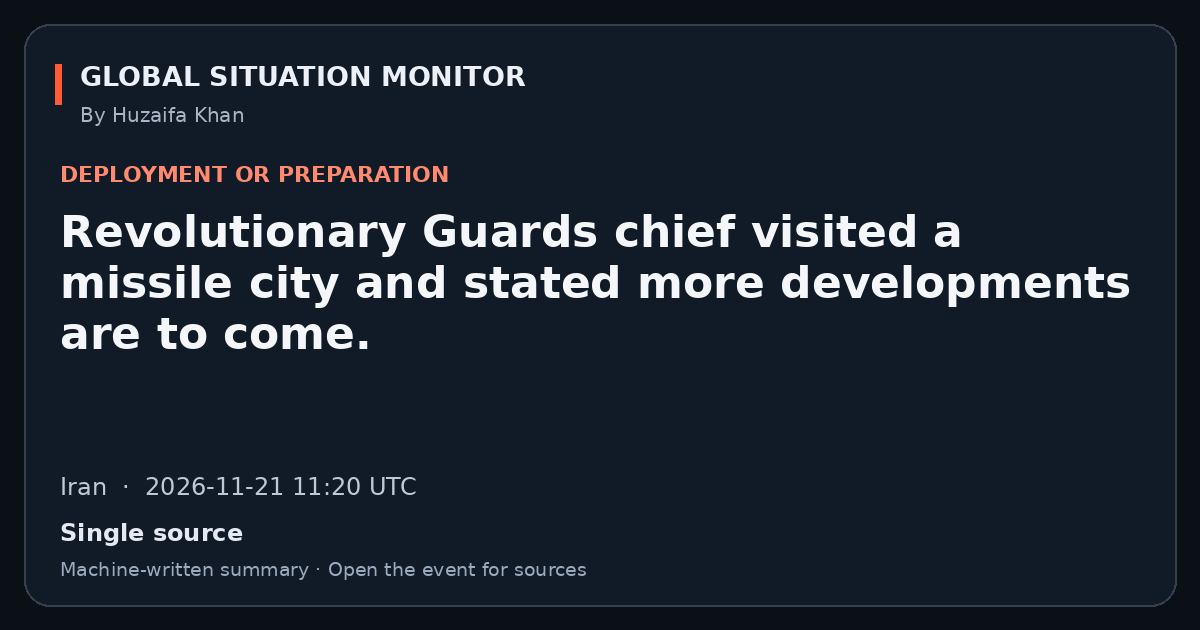 GLOBAL SITUATION MONITOR
By Huzaifa Khan
DEPLOYMENT OR PREPARATION
Revolutionary Guards chief visited a
missile city and stated more developments
are to come.
Iran · 2026-11-21 11:20 UTC
Single source
Machine-written summary · Open the event for sources